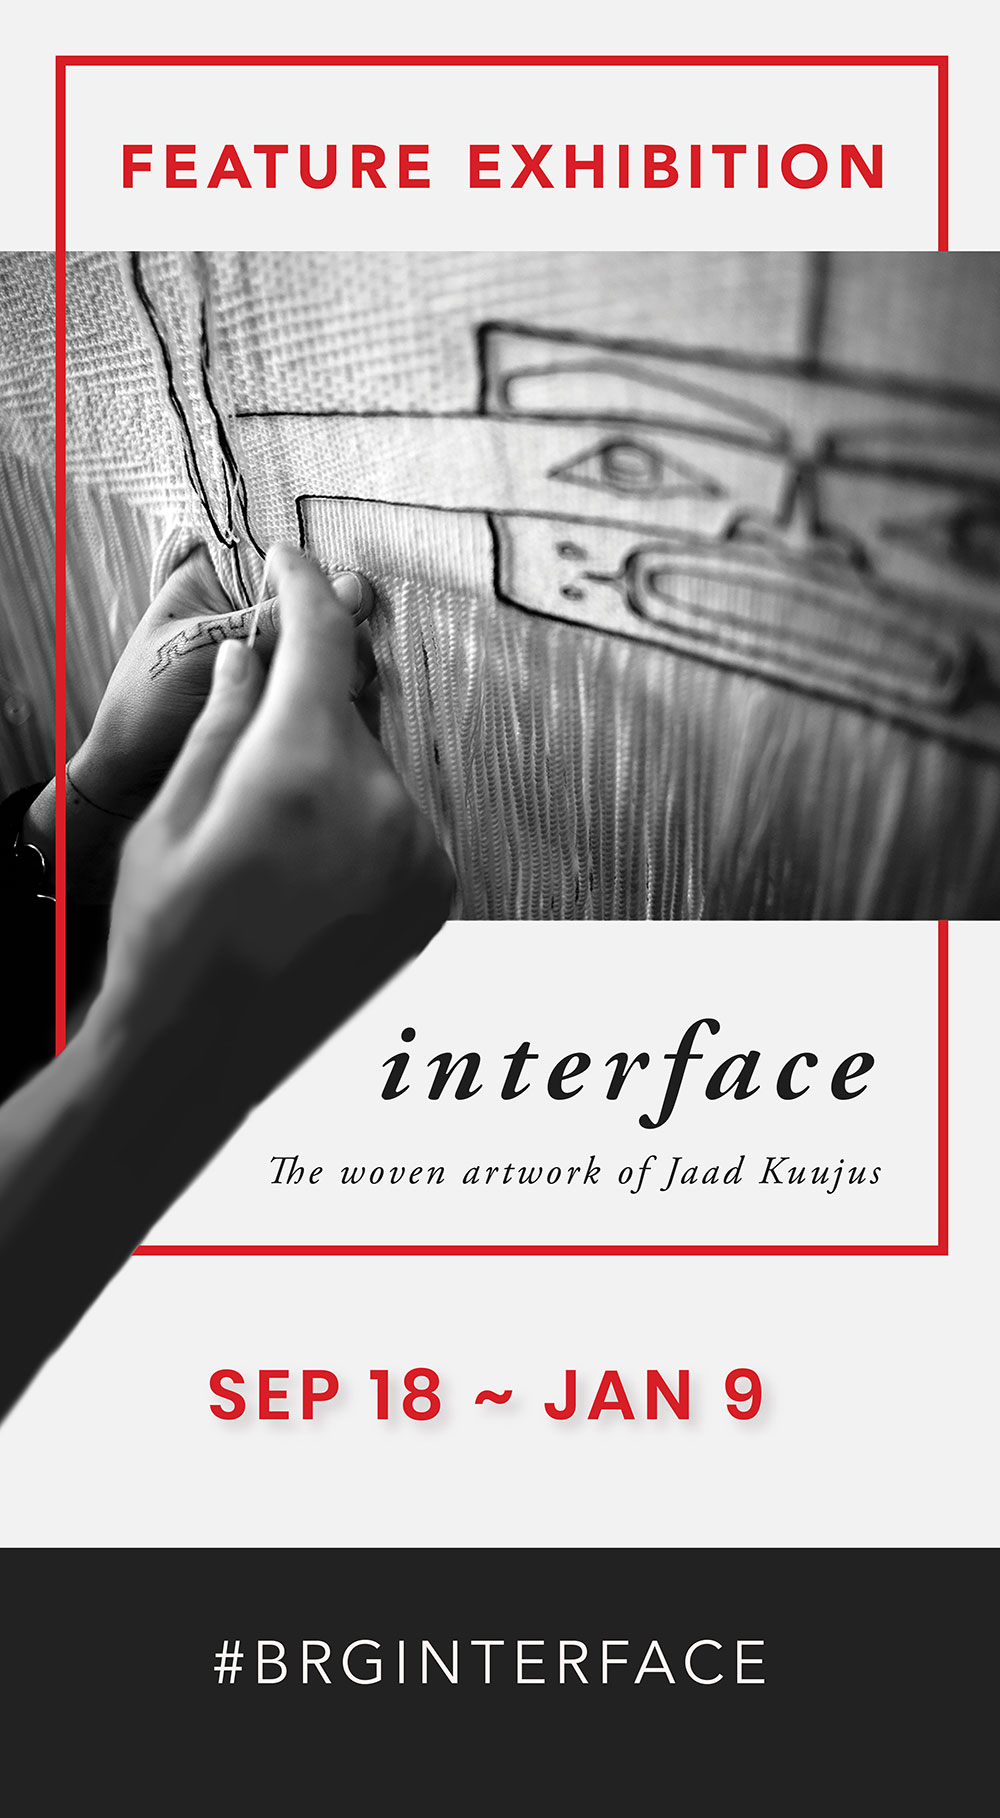 FEATURE EXHIBITION
interface
The woven artwork of Jaad Kuujus
SEP 18 ~ JAN 9
#BRGINTERFACE